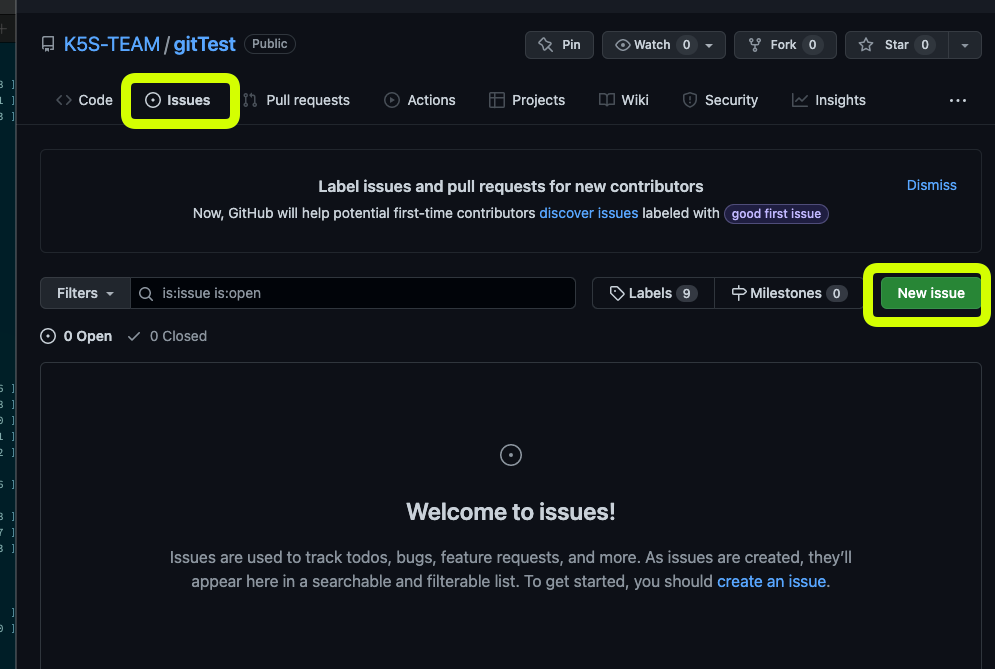 K5S-TEAM / gitTest Public Pin Watch 0 Fork 0 Star 0
Code Issues Pull requests Actions Projects Wiki Security Insights
Label issues and pull requests for new contributors
Dismiss
Now, GitHub will help potential first-time contributors discover issues labeled with good first issue
Filters is:issue is:open Labels 9 Milestones 0 New issue
0 Open 0 Closed
Welcome to issues!
Issues are used to track todos, bugs, feature requests, and more. As issues are created, they’ll
appear here in a searchable and filterable list. To get started, you should create an issue.